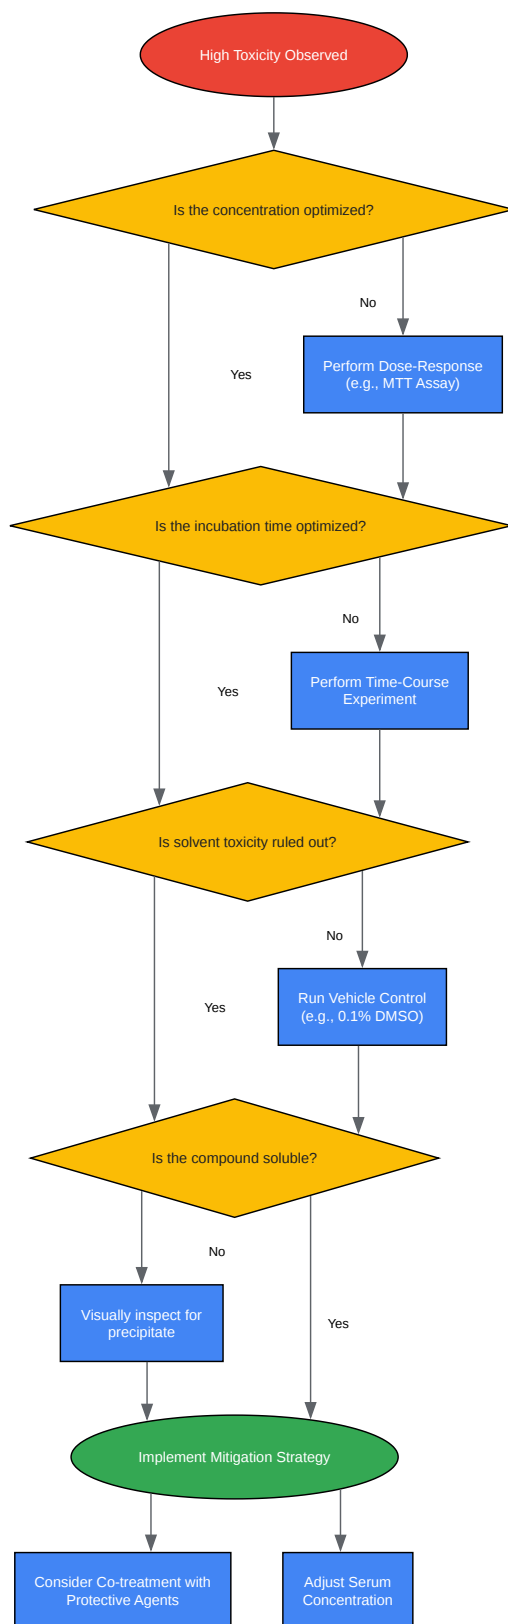 High Toxicity Observed
Is the concentration optimized?
No
Perform Dose-Response
(e.g., MTT Assay)
Yes
Is the incubation time optimized?
No
Perform Time-Course
Experiment
Yes
Is solvent toxicity ruled out?
No
Run Vehicle Control
(e.g., 0.1% DMSO)
Yes
Is the compound soluble?
No
Visually inspect for
precipitate
Yes
Implement Mitigation Strategy
Consider Co-treatment with
Protective Agents
Adjust Serum
Concentration